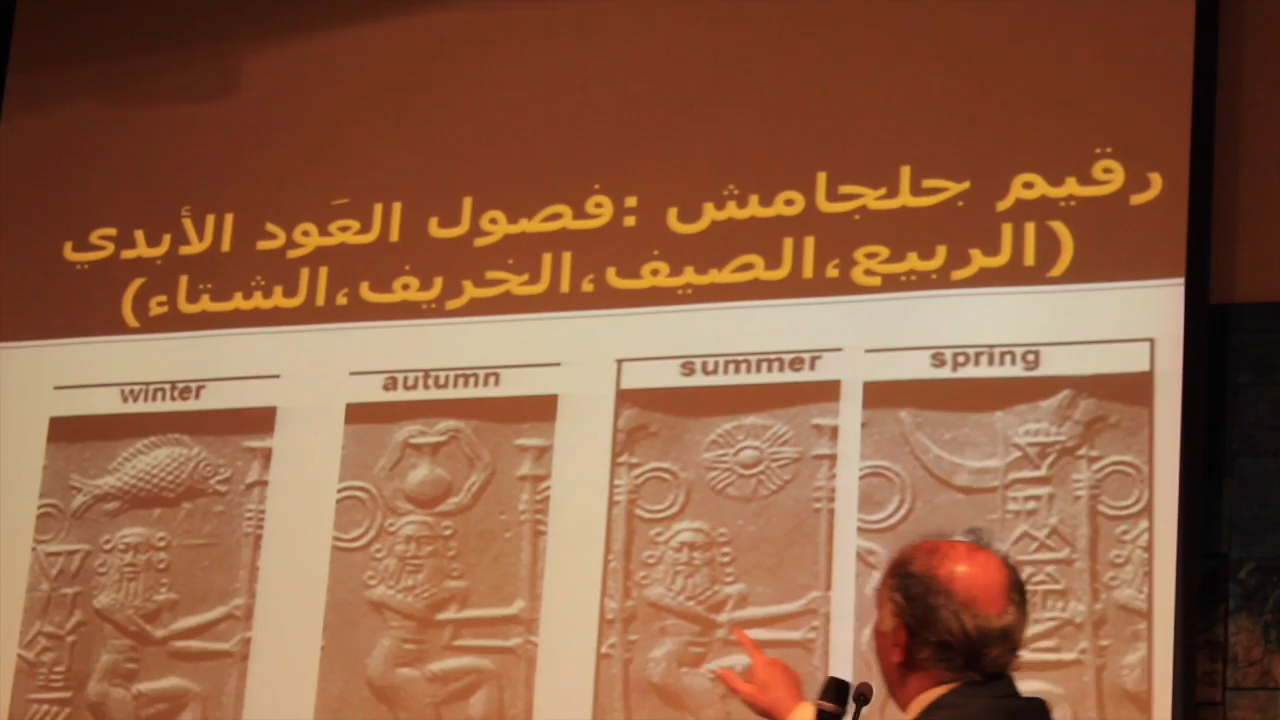 رقيم جلجامش :فصول العَود الأبدي
(الربيع،الصيف،الخريف،الشتاء)
winter
autumn
summer
spring